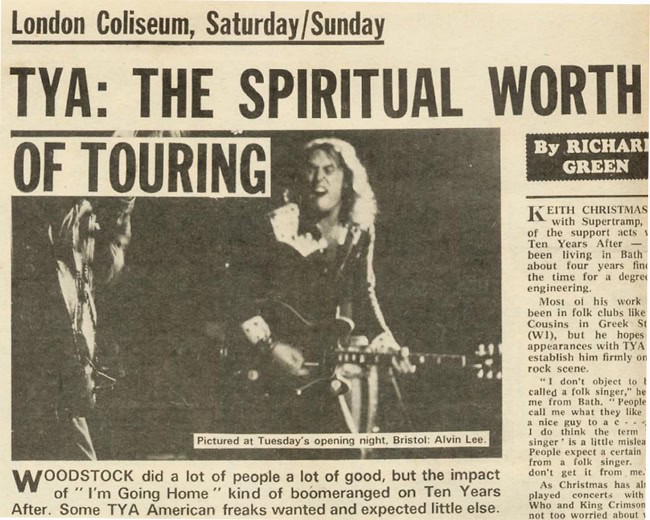 London Coliseum, Saturday/Sunday
TYA: THE SPIRITUAL WORTH
OF TOURING
Pictured at Tuesday's opening night, Bristol: Alvin Lee.
WOODSTOCK did a lot of people a lot of good, but the impact
of "I'm Going Home" kind of boomeranged on Ten Years
After. Some TYA American freaks wanted and expected little else.
By RICHARD
GREEN
KEITH CHRISTMAS
with Supertramp,
of the support acts
Ten Years After —
been living in Bath
about four years
the time for a degree
engineering.
Most of his work
been in folk clubs like
Cousins in Greek St
(W1), but he hopes
appearances with TYA
establish him firmly on
rock scene.
"I don't object to
called a folk singer," he
me from Bath. "People
call me what they like
a nice guy to a c - - -
I do think the term
singer' is a little
People expect a certain
from a folk singer.
don't get it from me."
As Christmas has
played concerts with
Who and King Crimson
not too worried about